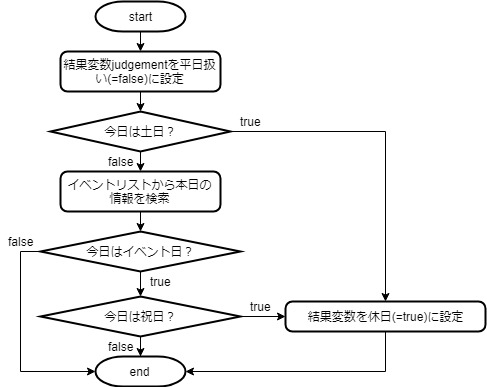 start
結果変数judgementを平日扱
い(=false)に設定
今日は土日？
true
false
イベントリストから本日の
情報を検索
false
今日はイベント日？
true
今日は祝日？
true
結果変数を休日(=true)に設定
false
end